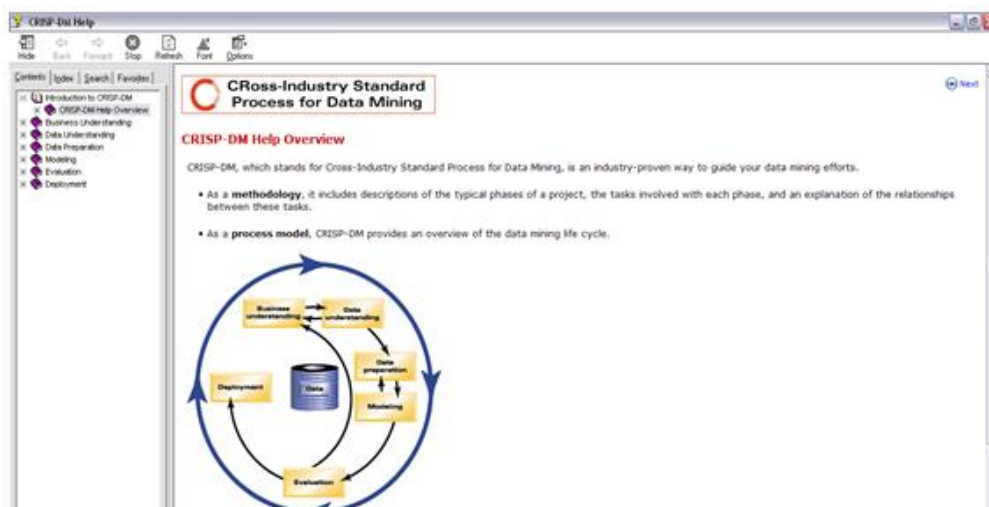 CRISP-DM Help
Hide Back Forward Stop Refresh Font Options
Contents Index Search Favorites
Introduction to CRISP-DM
CRISP-DM Help Overview
Business Understanding
Data Understanding
Data Preparation
Modeling
Evaluation
Deployment
CRoss-Industry Standard
Process for Data Mining
Next
CRISP-DM Help Overview
CRISP-DM, which stands for Cross-Industry Standard Process for Data Mining, is an industry-proven way to guide your data mining efforts.
• As a methodology, it includes descriptions of the typical phases of a project, the tasks involved with each phase, and an explanation of the relationships
between these tasks.
• As a process model, CRISP-DM provides an overview of the data mining life cycle.
Business
understanding
Data
understanding
Data
preparation
Modeling
Deployment
Data
Evaluation